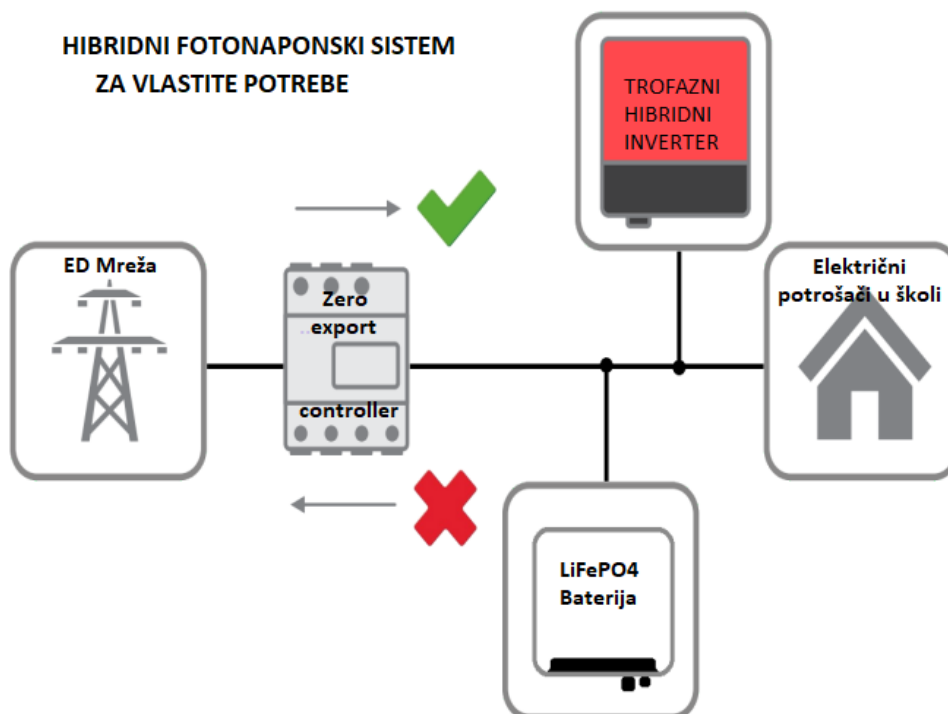 HIBRIDNI FOTONAPONSKI SISTEM
ZA VLASTITE POTREBE
TROFAZNI
HIBRIDNI
INVERTER
ED Mreža
Zero
export
controller
Električni
potrošači u školi
LiFePO4
Baterija